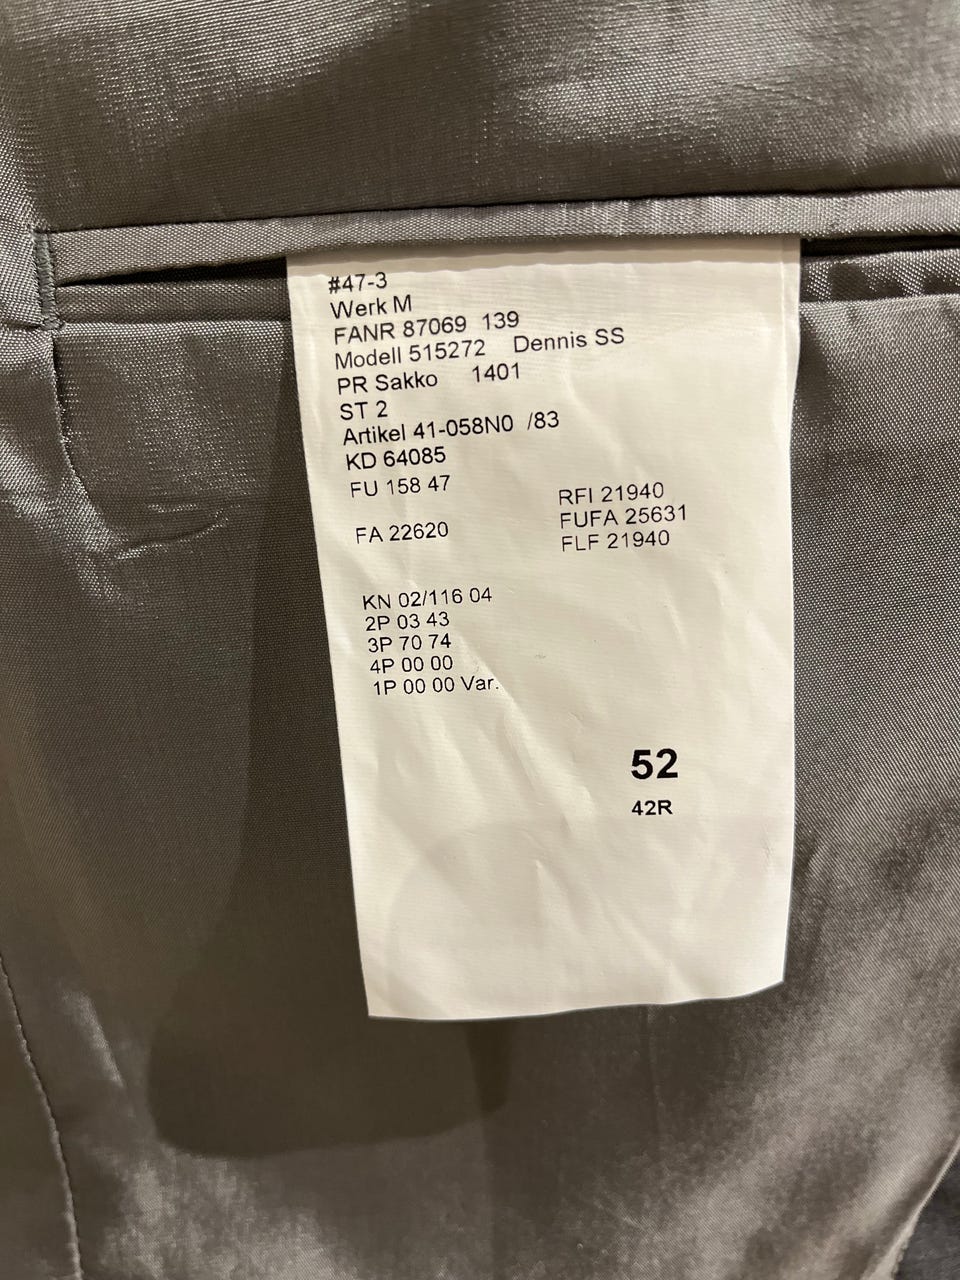 #47-3
Werk M
FANR 87069 139
Modell 515272 Dennis SS
PR Sakko 1401
ST 2
Artikel 41-058N0 /83
KD 64085
FU 158 47
RFI 21940
FA 22620 FUFA 25631
FLF 21940
KN 02/116 04
2P 03 43
3P 70 74
4P 00 00
1P 00 00 Var.
52
42R